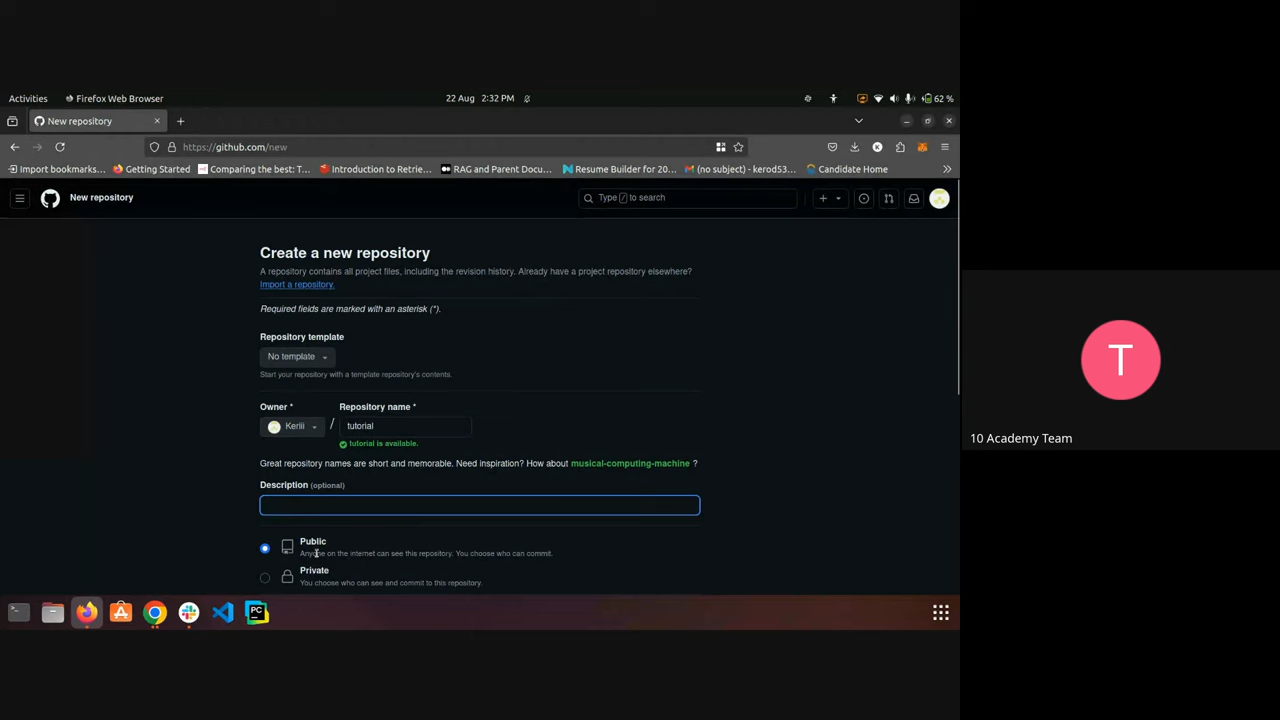 Activities
Firefox Web Browser
22 Aug 2:32 PM
62 %
New repository
https://github.com/new
Import bookmarks...
Getting Started
Comparing the best: T...
Introduction to Retrie...
RAG and Parent Docu...
Resume Builder for 20...
(no subject) - kerod53...
Candidate Home
New repository
Type / to search
Create a new repository
A repository contains all project files, including the revision history. Already have a project repository elsewhere?
Import a repository.
Required fields are marked with an asterisk (*).
Repository template
No template
Start your repository with a template repository's contents.
Owner *
Repository name *
Keriii
/
tutorial
tutorial is available.
Great repository names are short and memorable. Need inspiration? How about musical-computing-machine ?
Description (optional)
Public
Anyone on the internet can see this repository. You choose who can commit.
Private
You choose who can see and commit to this repository.
PC
T
10 Academy Team